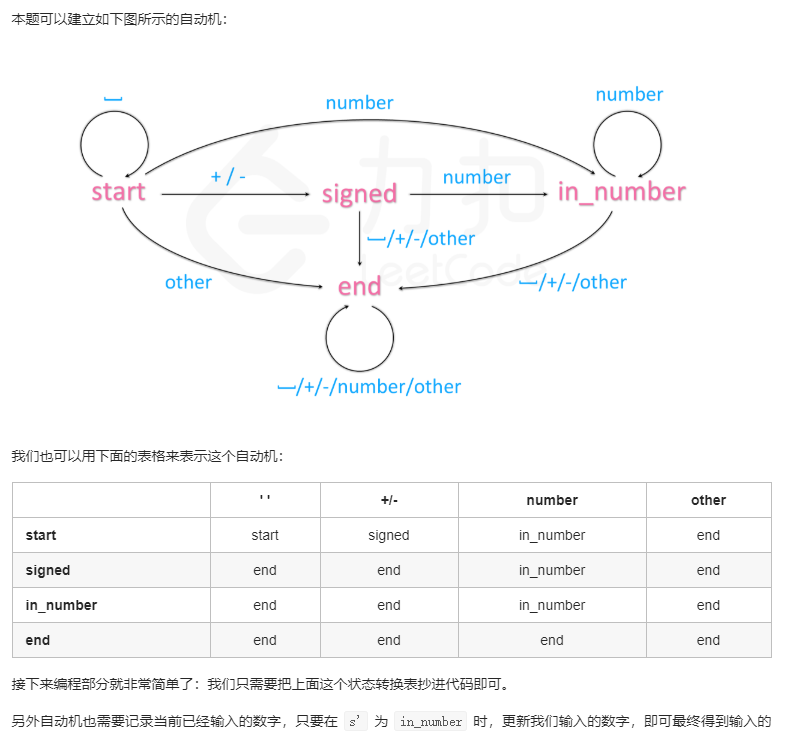 本题可以建立如下图所示的自动机：
␣
number
number
+ / -
number
start
signed
in_number
力扣
␣/+/-/other
LeetCode
other
end
␣/+/-/other
␣/+/-/number/other
我们也可以用下面的表格来表示这个自动机：
' ' +/- number other
start start signed in_number end
signed end end in_number end
in_number end end in_number end
end end end end end
接下来编程部分就非常简单了：我们只需要把上面这个状态转换表抄进代码即可。
另外自动机也需要记录当前已经输入的数字，只要在 s' 为 in_number 时，更新我们输入的数字，即可最终得到输入的